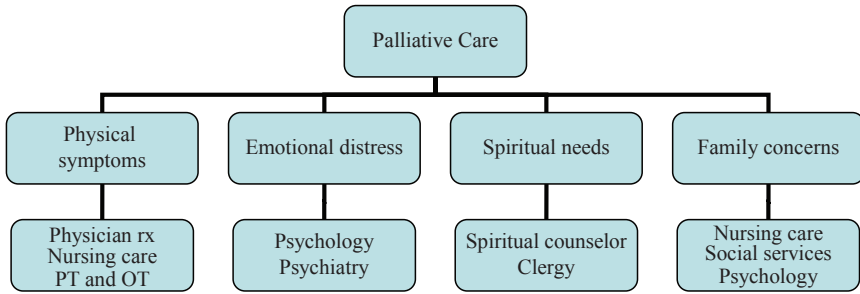 Palliative Care
Physical
symptoms
Emotional distress
Spiritual needs
Family concerns
Physician rx
Nursing care
PT and OT
Psychology
Psychiatry
Spiritual counselor
Clergy
Nursing care
Social services
Psychology